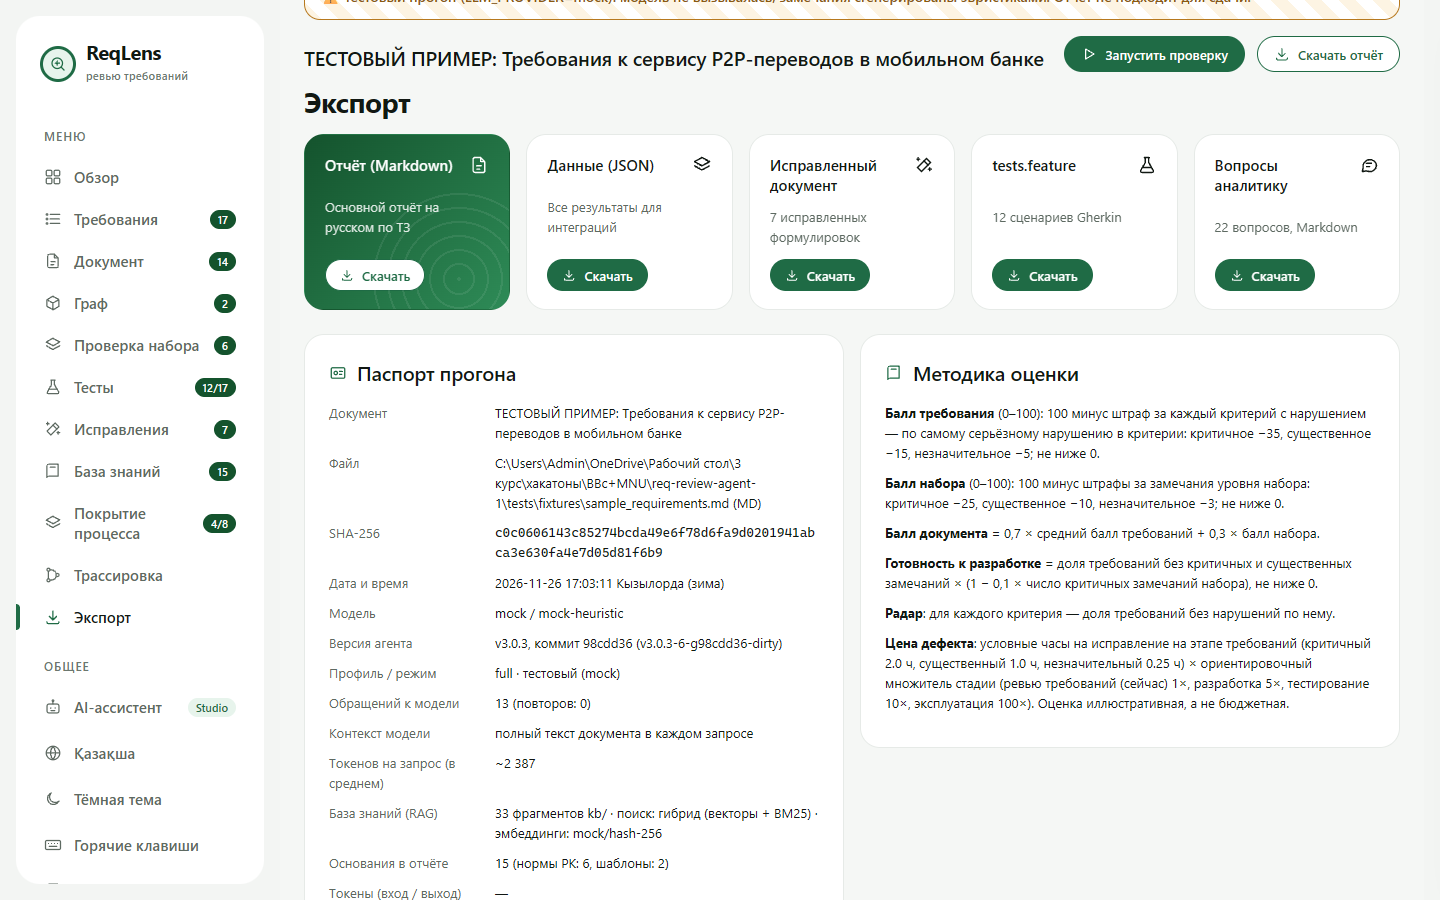 ReqLens
ревью требований
МЕНЮ
Обзор
Требования 17
Документ 14
Граф 2
Проверка набора 6
Тесты 12/17
Исправления 7
База знаний 15
Покрытие
процесса 4/8
Трассировка
Экспорт
ОБЩЕЕ
AI-ассистент Studio
Қазақша
Тёмная тема
Горячие клавиши
ТЕСТОВЫЙ ПРИМЕР: Требования к сервису P2P-переводов в мобильном банке
Запустить проверку
Скачать отчёт
Экспорт
Отчёт (Markdown)
Основной отчёт на
русском по ТЗ
Скачать
Данные (JSON)
Все результаты для
интеграций
Скачать
Исправленный
документ
7 исправленных
формулировок
Скачать
tests.feature
12 сценариев Gherkin
Скачать
Вопросы
аналитику
22 вопросов, Markdown
Скачать
Паспорт прогона
Документ ТЕСТОВЫЙ ПРИМЕР: Требования к сервису P2P-
переводов в мобильном банке
Файл C:\Users\Admin\OneDrive\Рабочий стол\3
курс\хакатоны\BBc+MNU\req-review-agent-
1\tests\fixtures\sample_requirements.md (MD)
SHA-256 c0c0606143c85274bcda49e6f78d6fa9d0201941ab
ca3e630fa4e7d05d81f6b9
Дата и время 2026-11-26 17:03:11 Кызылорда (зима)
Модель mock / mock-heuristic
Версия агента v3.0.3, коммит 98cdd36 (v3.0.3-6-g98cdd36-dirty)
Профиль / режим full · тестовый (mock)
Обращений к модели 13 (повторов: 0)
Контекст модели полный текст документа в каждом запросе
Токенов на запрос (в
среднем) ~2 387
База знаний (RAG) 33 фрагментов kb/ · поиск: гибрид (векторы + BM25) ·
эмбеддинги: mock/hash-256
Основания в отчёте 15 (нормы РК: 6, шаблоны: 2)
Токены (вход / выход) —
Методика оценки
Балл требования (0–100): 100 минус штраф за каждый критерий с нарушением
— по самому серьёзному нарушению в критерии: критичное −35, существенное
−15, незначительное −5; не ниже 0.
Балл набора (0–100): 100 минус штрафы за замечания уровня набора:
критичное −25, существенное −10, незначительное −3; не ниже 0.
Балл документа = 0,7 × средний балл требований + 0,3 × балл набора.
Готовность к разработке = доля требований без критичных и существенных
замечаний × (1 − 0,1 × число критичных замечаний набора), не ниже 0.
Радар: для каждого критерия — доля требований без нарушений по нему.
Цена дефекта: условные часы на исправление на этапе требований (критичный
2.0 ч, существенный 1.0 ч, незначительный 0.25 ч) × ориентировочный
множитель стадии (ревью требований (сейчас) 1×, разработка 5×, тестирование
10×, эксплуатация 100×). Оценка иллюстративная, а не бюджетная.